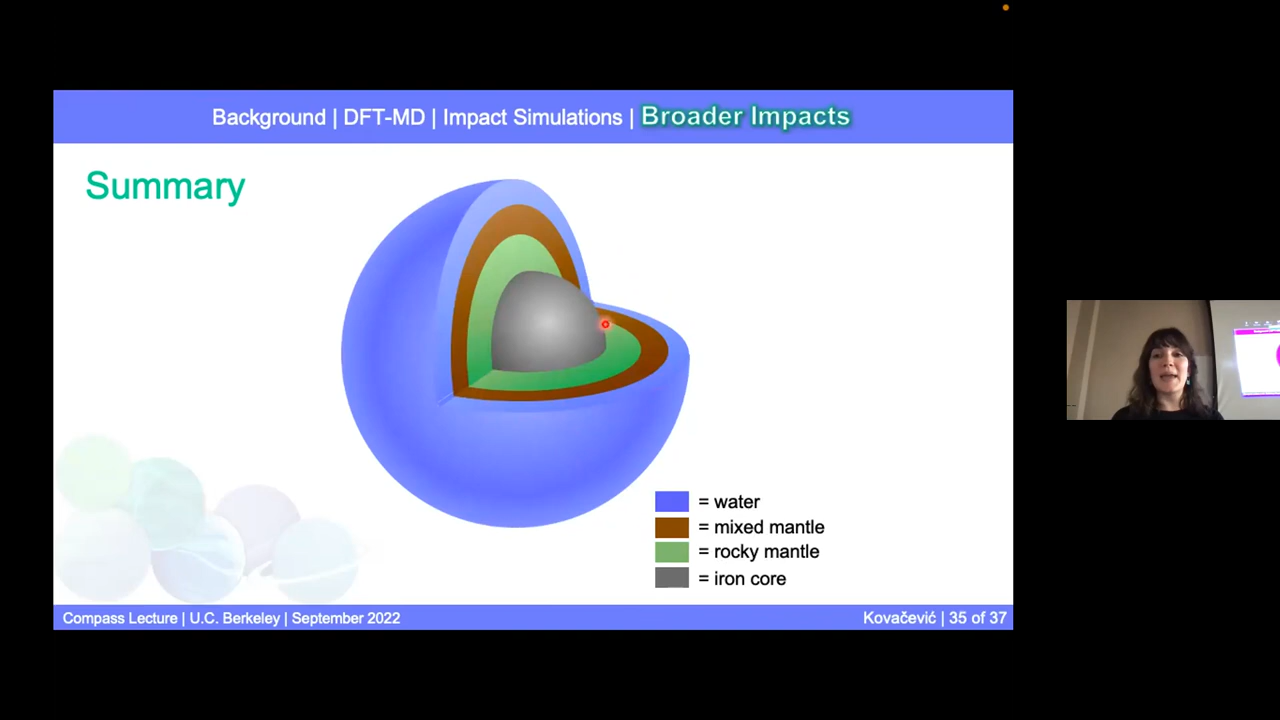 Background | DFT-MD | Impact Simulations | Broader Impacts
Summary
= water
= mixed mantle
= rocky mantle
= iron core
Compass Lecture | U.C. Berkeley | September 2022
Kovačević | 35 of 37